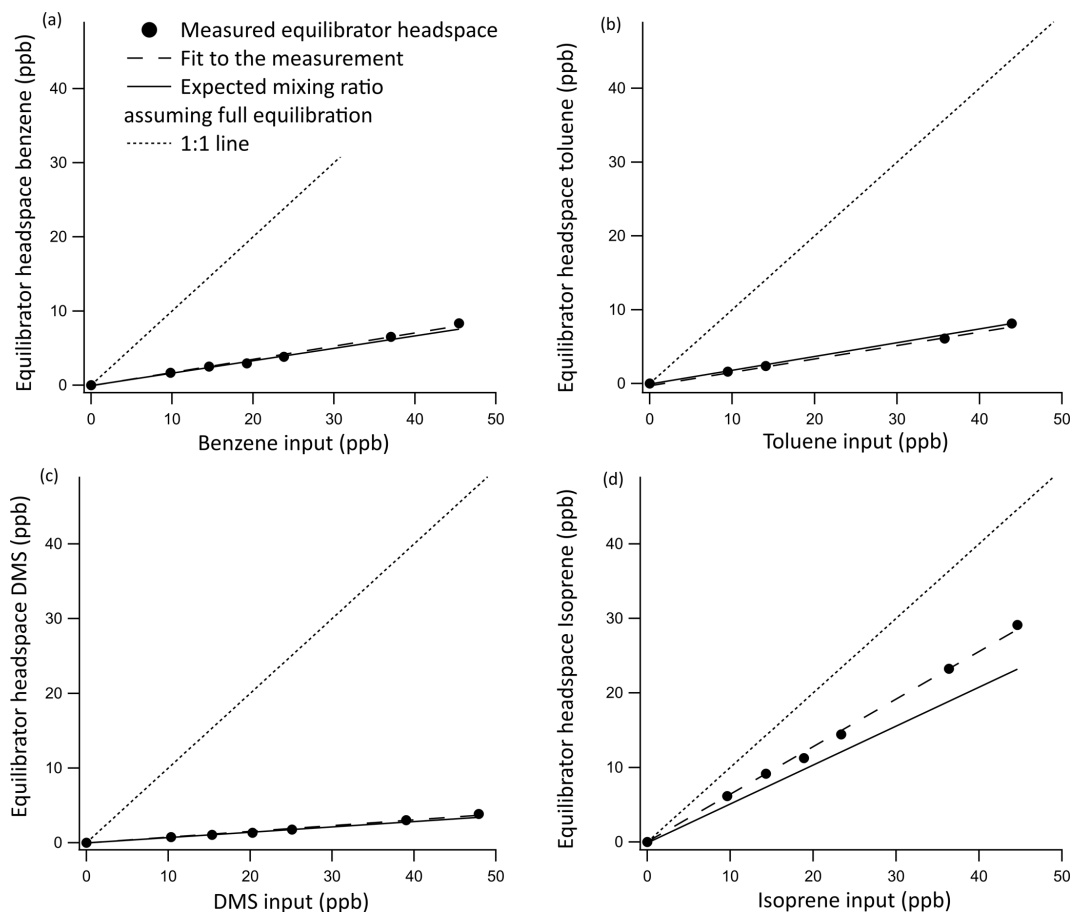 (a)
Measured equilibrator headspace
Fit to the measurement
Expected mixing ratio
assuming full equilibration
1:1 line
Equilibrator headspace benzene (ppb)
40
30
20
10
0
0 10 20 30 40 50
Benzene input (ppb)
(b)
Equilibrator headspace toluene (ppb)
40
30
20
10
0
0 10 20 30 40 50
Toluene input (ppb)
(c)
Equilibrator headspace DMS (ppb)
40
30
20
10
0
0 10 20 30 40 50
DMS input (ppb)
(d)
Equilibrator headspace Isoprene (ppb)
40
30
20
10
0
0 10 20 30 40 50
Isoprene input (ppb)